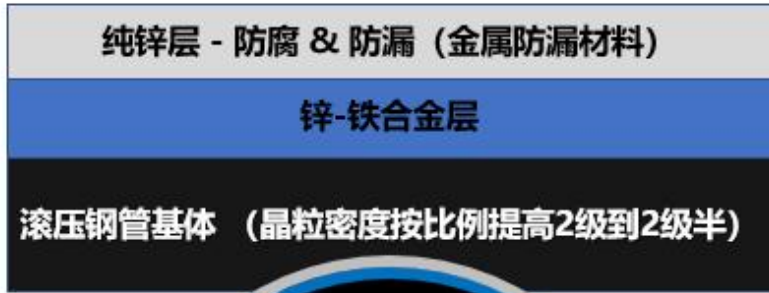 纯锌层 - 防腐 & 防漏（金属防漏材料）
锌-铁合金层
滚压钢管基体 （晶粒密度按比例提高2级到2级半）